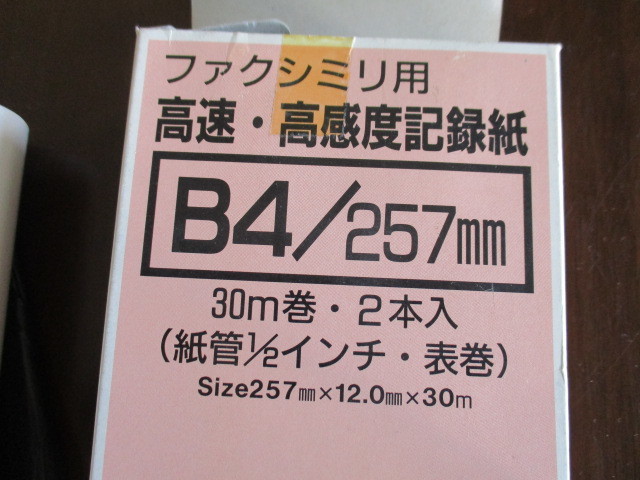 ファクシミリ用
高速・高感度記録紙
B4/257㎜
30m巻・2本入
(紙管½インチ・表巻)
Size257㎜×12.0㎜×30m